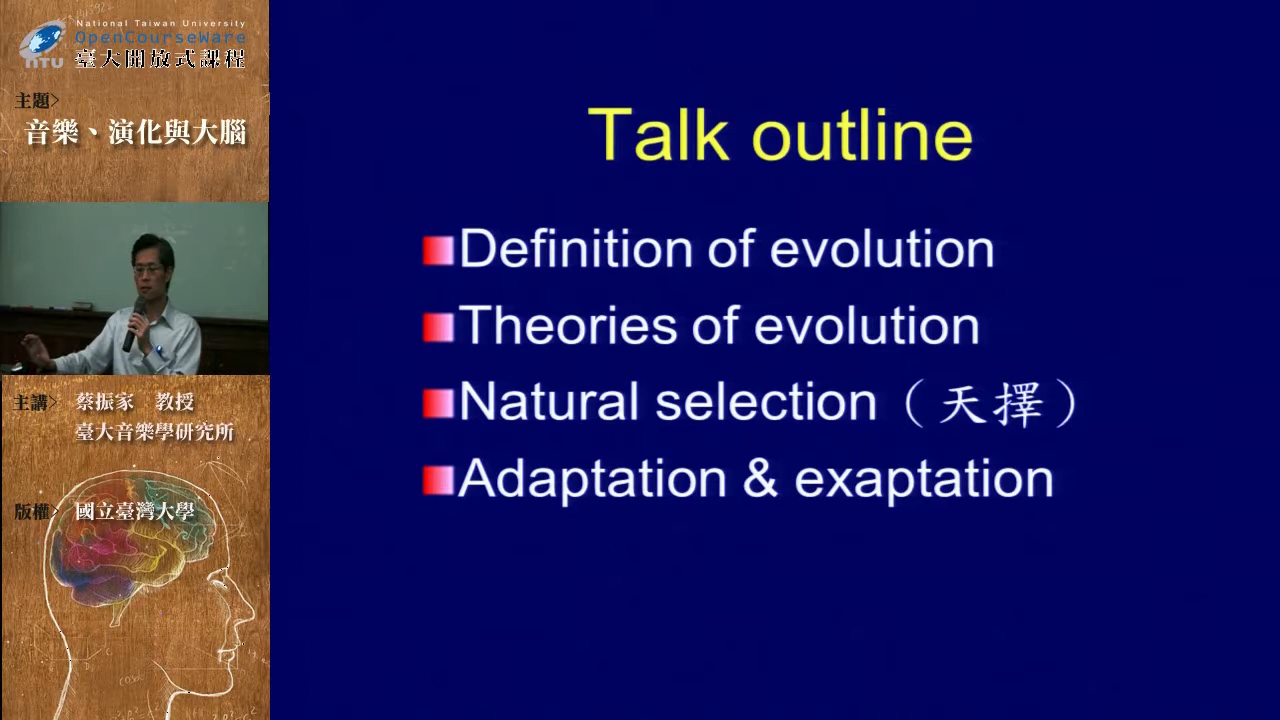 National Taiwan University
OpenCourseWare
NTU
臺大開放式課程
主題>
音樂、演化與大腦
主講> 蔡振家 教授
臺大音樂學研究所
版權> 國立臺灣大學
Talk outline
Definition of evolution
Theories of evolution
Natural selection（天擇）
Adaptation & exaptation